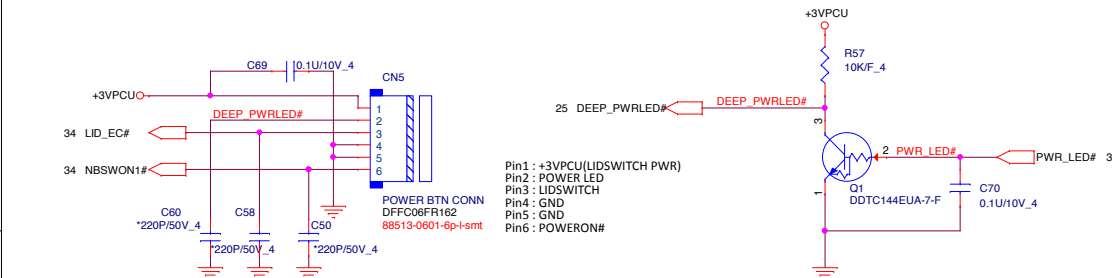 +3VPCU
R57
10K/F_4
C69
0.1U/10V_4
CN5
+3VPCU
1
2
3
4
5
6
DEEP_PWRLED#
34 LID_EC#
34 NBSWON1#
25 DEEP_PWRLED#
DEEP_PWRLED#
3
2
1
PWR_LED#
PWR_LED# 3
Q1
DDTC144EUA-7-F
C70
0.1U/10V_4
Pin1 : +3VPCU(LIDSWITCH PWR)
Pin2 : POWER LED
Pin3 : LIDSWITCH
Pin4 : GND
Pin5 : GND
Pin6 : POWERON#
POWER BTN CONN
DFFC06FR162
88513-0601-6p-l-smt
C60
*220P/50V_4
C58
*220P/50V_4
C50
*220P/50V_4